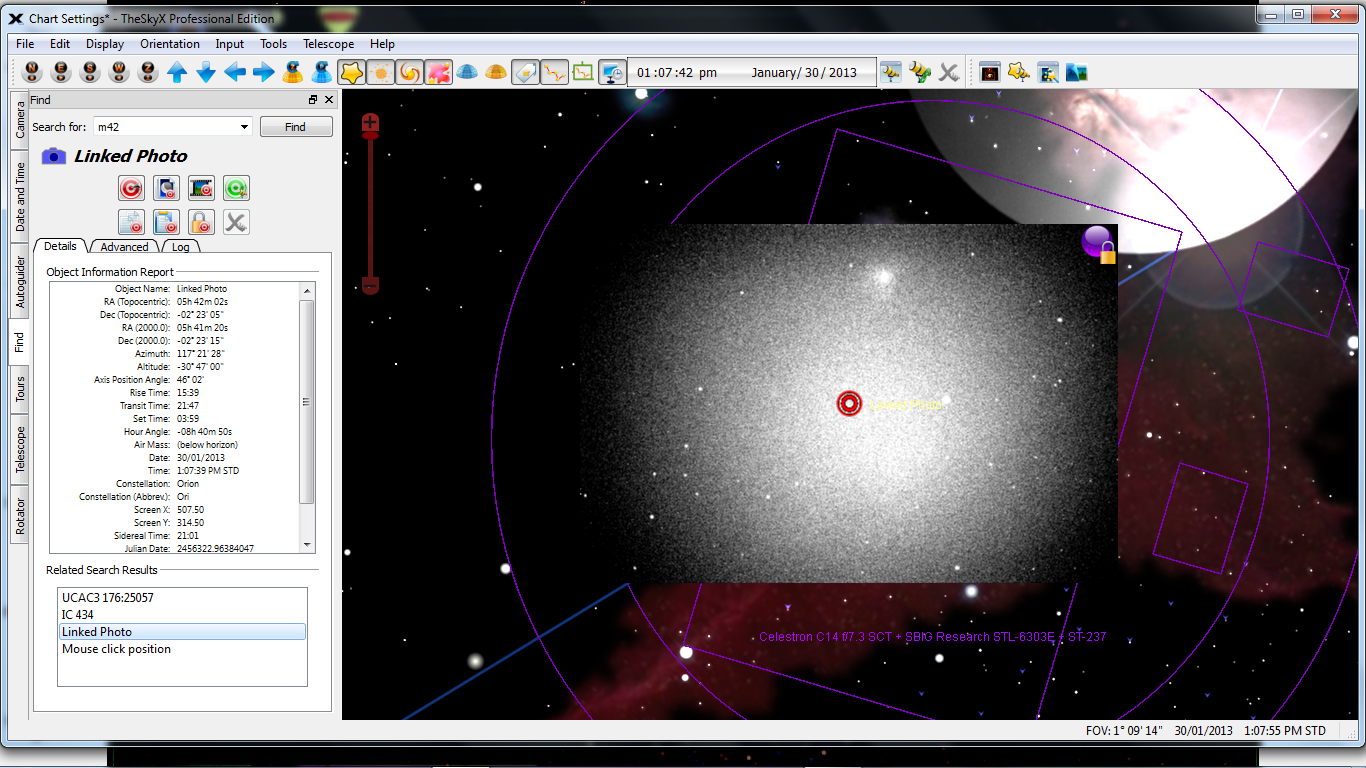 Chart Settings* - TheSkyX Professional Edition
File Edit Display Orientation Input Tools Telescope Help
N E S W Z
01:07:42 pm January/ 30 / 2013
Find
Search for: m42 Find
Linked Photo
Details Advanced Log
Camera
Date and Time
Autoguider
Find
Tours
Telescope
Rotator
Object Information Report
Object Name: Linked Photo
RA (Topocentric): 05h 42m 02s
Dec (Topocentric): -02° 23' 05"
RA (2000.0): 05h 41m 20s
Dec (2000.0): -02° 23' 15"
Azimuth: 117° 21' 28"
Altitude: -30° 47' 00"
Axis Position Angle: 46° 02'
Rise Time: 15:39
Transit Time: 21:47
Set Time: 03:59
Hour Angle: -08h 40m 50s
Air Mass: (below horizon)
Date: 30/01/2013
Time: 1:07:39 PM STD
Constellation: Orion
Constellation (Abbrev.): Ori
Screen X: 507.50
Screen Y: 314.50
Sidereal Time: 21:01
Julian Date: 2456322.96384047
Related Search Results
UCAC3 176:25057
IC 434
Linked Photo
Mouse click position
Linked Photo
Celestron C14 f/7.3 SCT + SBIG Research STL-6303E + ST-237
FOV: 1° 09' 14" 30/01/2013 1:07:55 PM STD